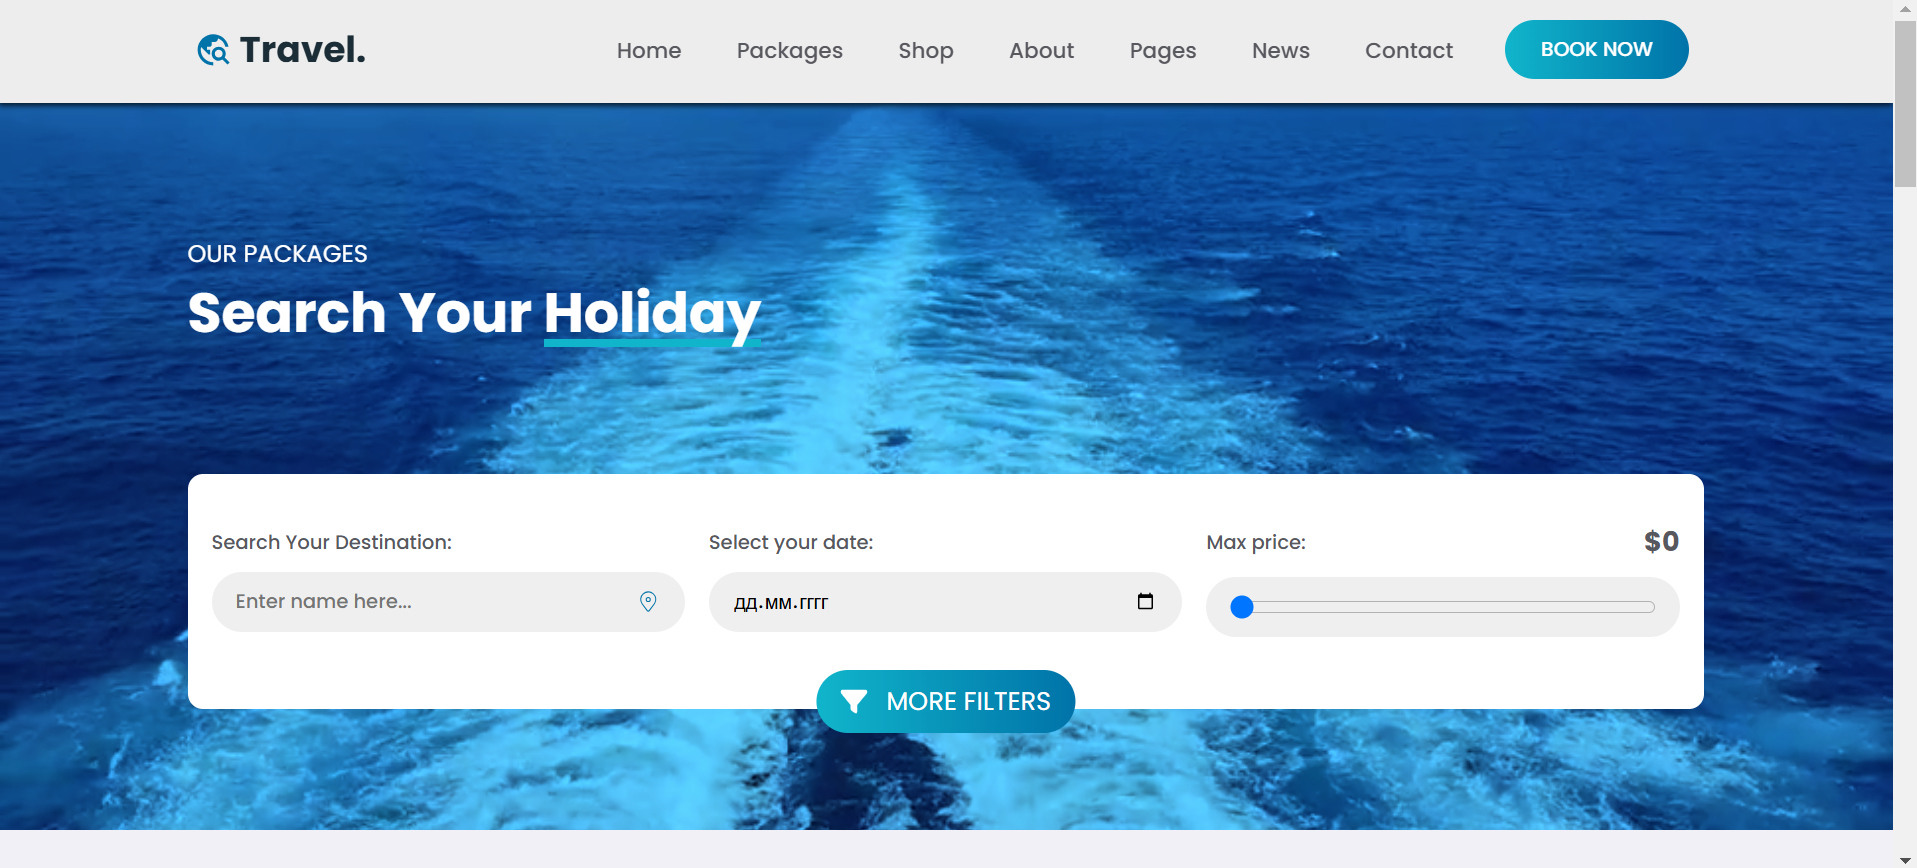 Travel.
Home Packages Shop About Pages News Contact BOOK NOW
OUR PACKAGES
Search Your Holiday
Search Your Destination: Select your date: Max price: $0
Enter name here... дд.мм.гггг
MORE FILTERS